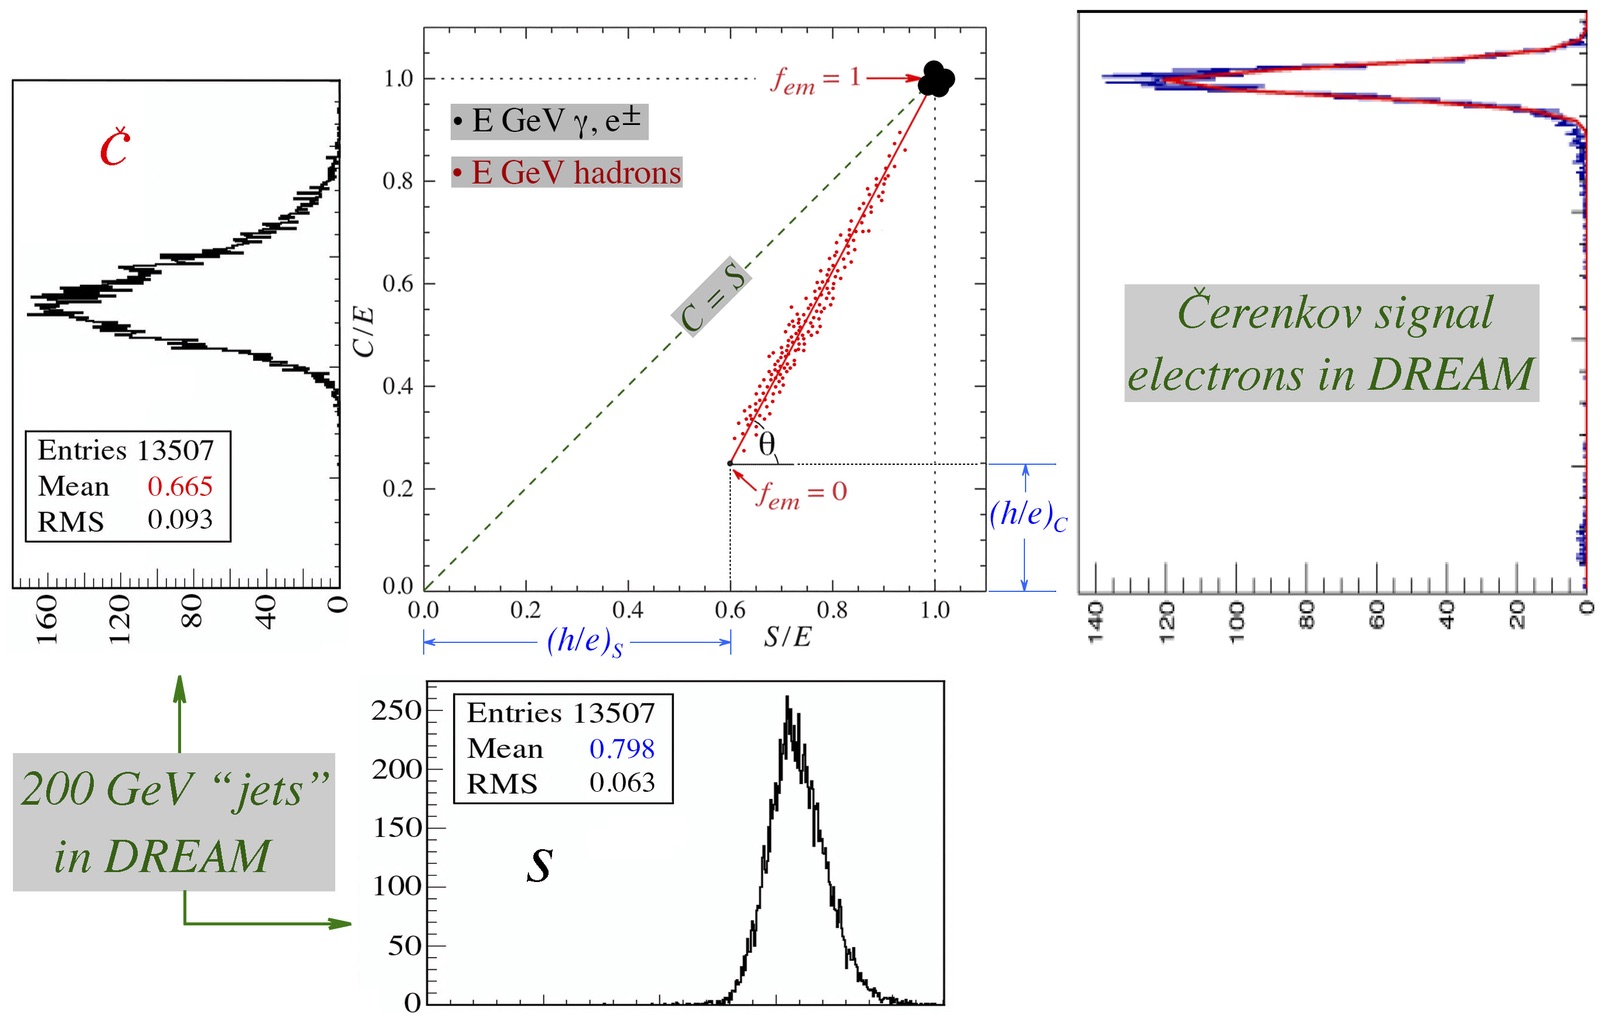 Č
Entries 13507
Mean 0.665
RMS 0.093
160
120
80
40
0
1.0
0.8
0.6
0.4
0.2
0.0
C/E
f_em = 1
• E GeV γ, e±
• E GeV hadrons
C = S
θ
f_em = 0
(h/e)_C
0.0 0.2 0.4 0.6 0.8 1.0
(h/e)_S
S/E
Čerenkov signal
electrons in DREAM
140
120
100
80
60
40
20
0
200 GeV “jets”
in DREAM
250
200
150
100
50
0
Entries 13507
Mean 0.798
RMS 0.063
S